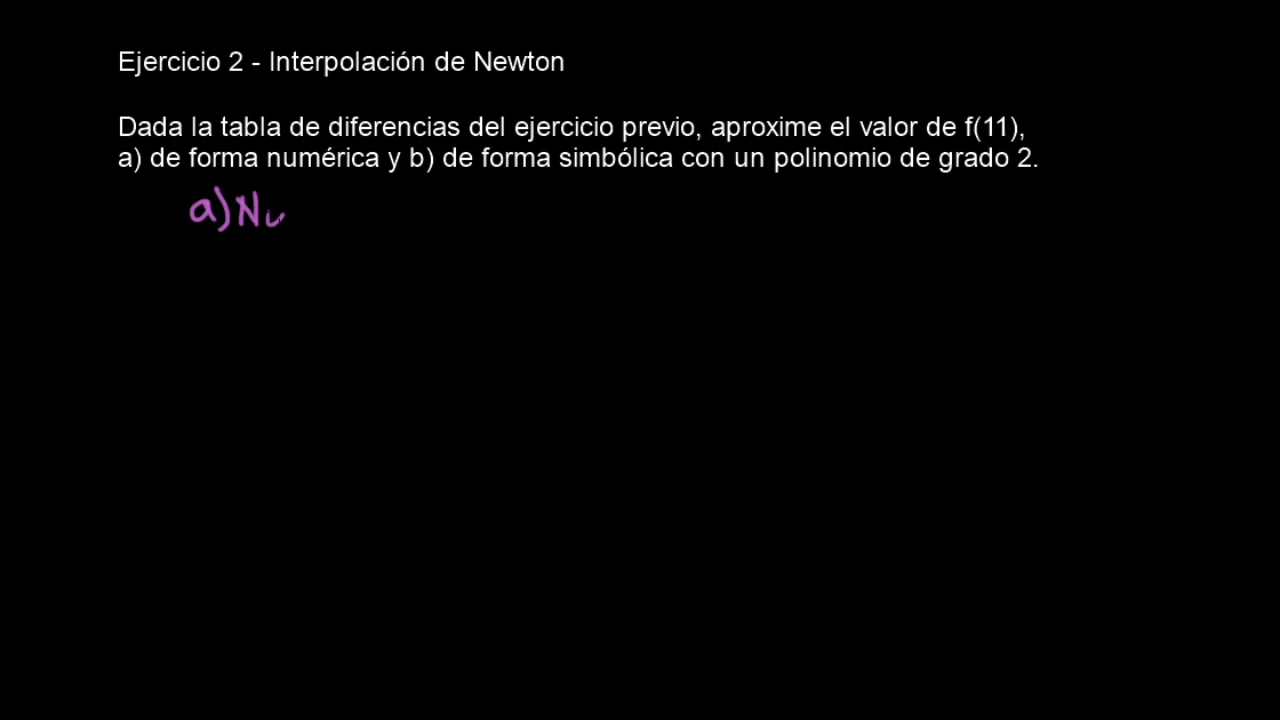 Ejercicio 2 - Interpolación de Newton
Dada la tabla de diferencias del ejercicio previo, aproxime el valor de f(11),
a) de forma numérica y b) de forma simbólica con un polinomio de grado 2.
a) Nu